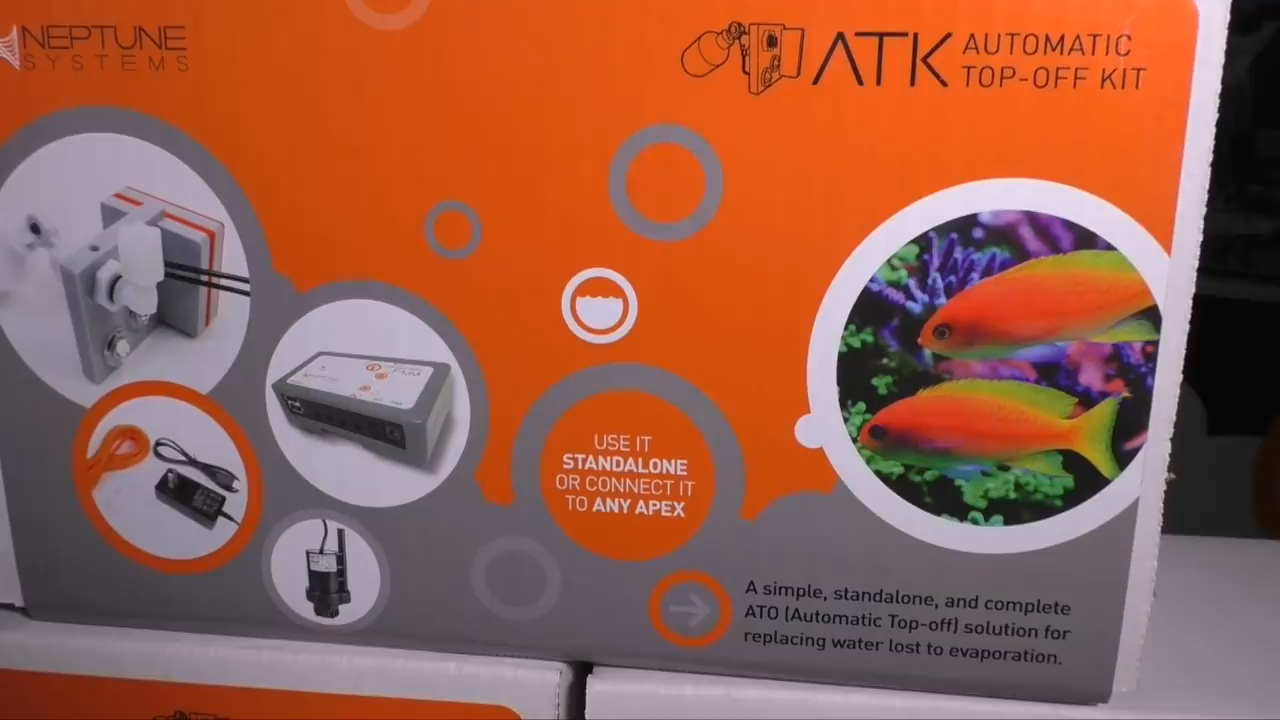 NEPTUNE
SYSTEMS
ATK AUTOMATIC
TOP-OFF KIT
FMM
USE IT
STANDALONE
OR CONNECT IT
TO ANY APEX
A simple, standalone, and complete
ATO (Automatic Top-off) solution for
replacing water lost to evaporation.